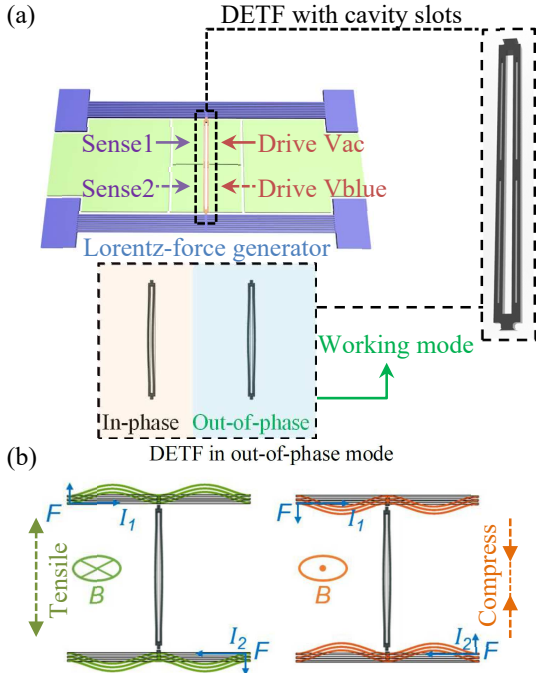 (a)
DETF with cavity slots
Sense1
Drive Vac
Sense2
Drive Vblue
Lorentz-force generator
Working mode
In-phase
Out-of-phase
(b)
DETF in out-of-phase mode
F
I1
F
I1
Tensile
B
B
Compress
I2
F
I2
F